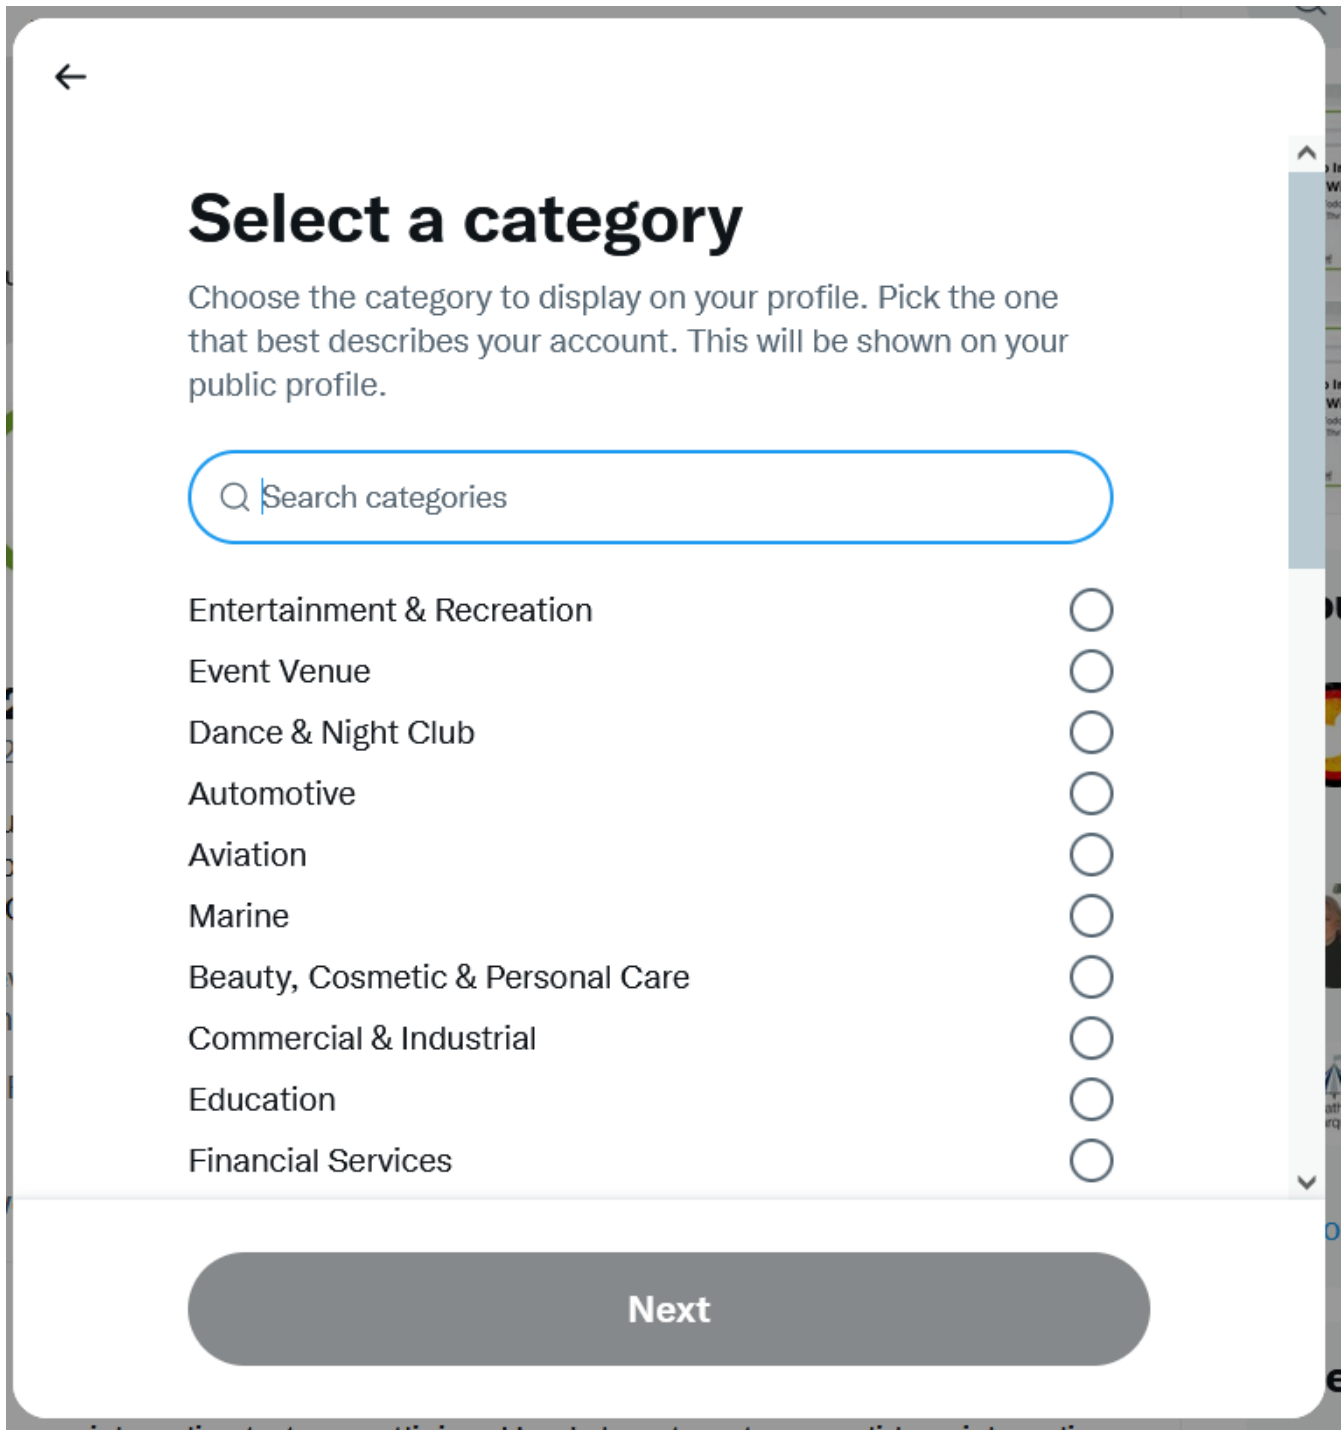 Select a category
Choose the category to display on your profile. Pick the one
that best describes your account. This will be shown on your
public profile.
Search categories
Entertainment & Recreation
Event Venue
Dance & Night Club
Automotive
Aviation
Marine
Beauty, Cosmetic & Personal Care
Commercial & Industrial
Education
Financial Services
Next